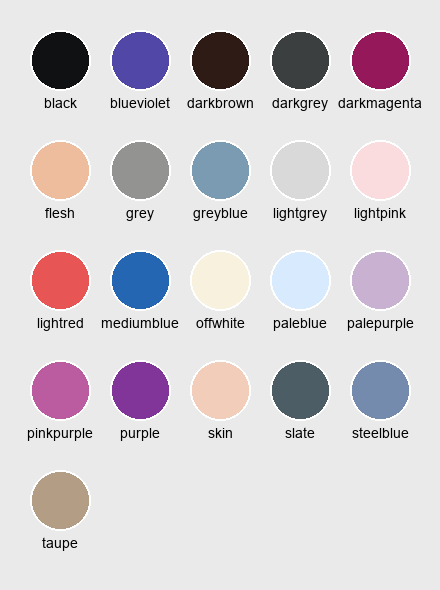 black blueviolet darkbrown darkgrey darkmagenta
flesh grey greyblue lightgrey lightpink
lightred mediumblue offwhite paleblue palepurple
pinkpurple purple skin slate steelblue
taupe